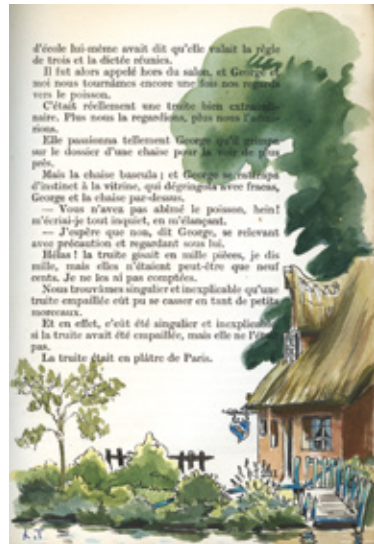 d'école lui-même avait dit qu'elle valait la règle
de trois et la dictée réunies.
Il fut alors appelé hors du salon, et George et
moi nous tournâmes encore une fois nos regards
vers le poisson.
C'était réellement une truite bien extraordi-
naire. Plus nous la regardions, plus nous l'admi-
rions.
Elle passionna tellement George qu'il grimpa
sur le dossier d'une chaise pour la voir de plus
près.
Mais la chaise bascula ; et George se rattrapa
d'instinct à la vitrine, qui dégringola avec fracas,
George et la chaise par-dessus.
— Vous n'avez pas abîmé le poisson, hein!
m'écriai-je tout inquiet, en m'élançant.
— J'espère que non, dit George, se relevant
avec précaution et regardant sous lui.
Hélas ! la truite gisait en mille pièces, je dis
mille, mais elles n'étaient peut-être que neuf
cents. Je ne les ai pas comptées.
Nous trouvâmes singulier et inexplicable qu'une
truite empaillée eût pu se casser en tant de petits
morceaux.
Et en effet, c'eût été singulier et inexplicable
si la truite avait été empaillée, mais elle ne l'était
pas.
La truite était en plâtre de Paris.